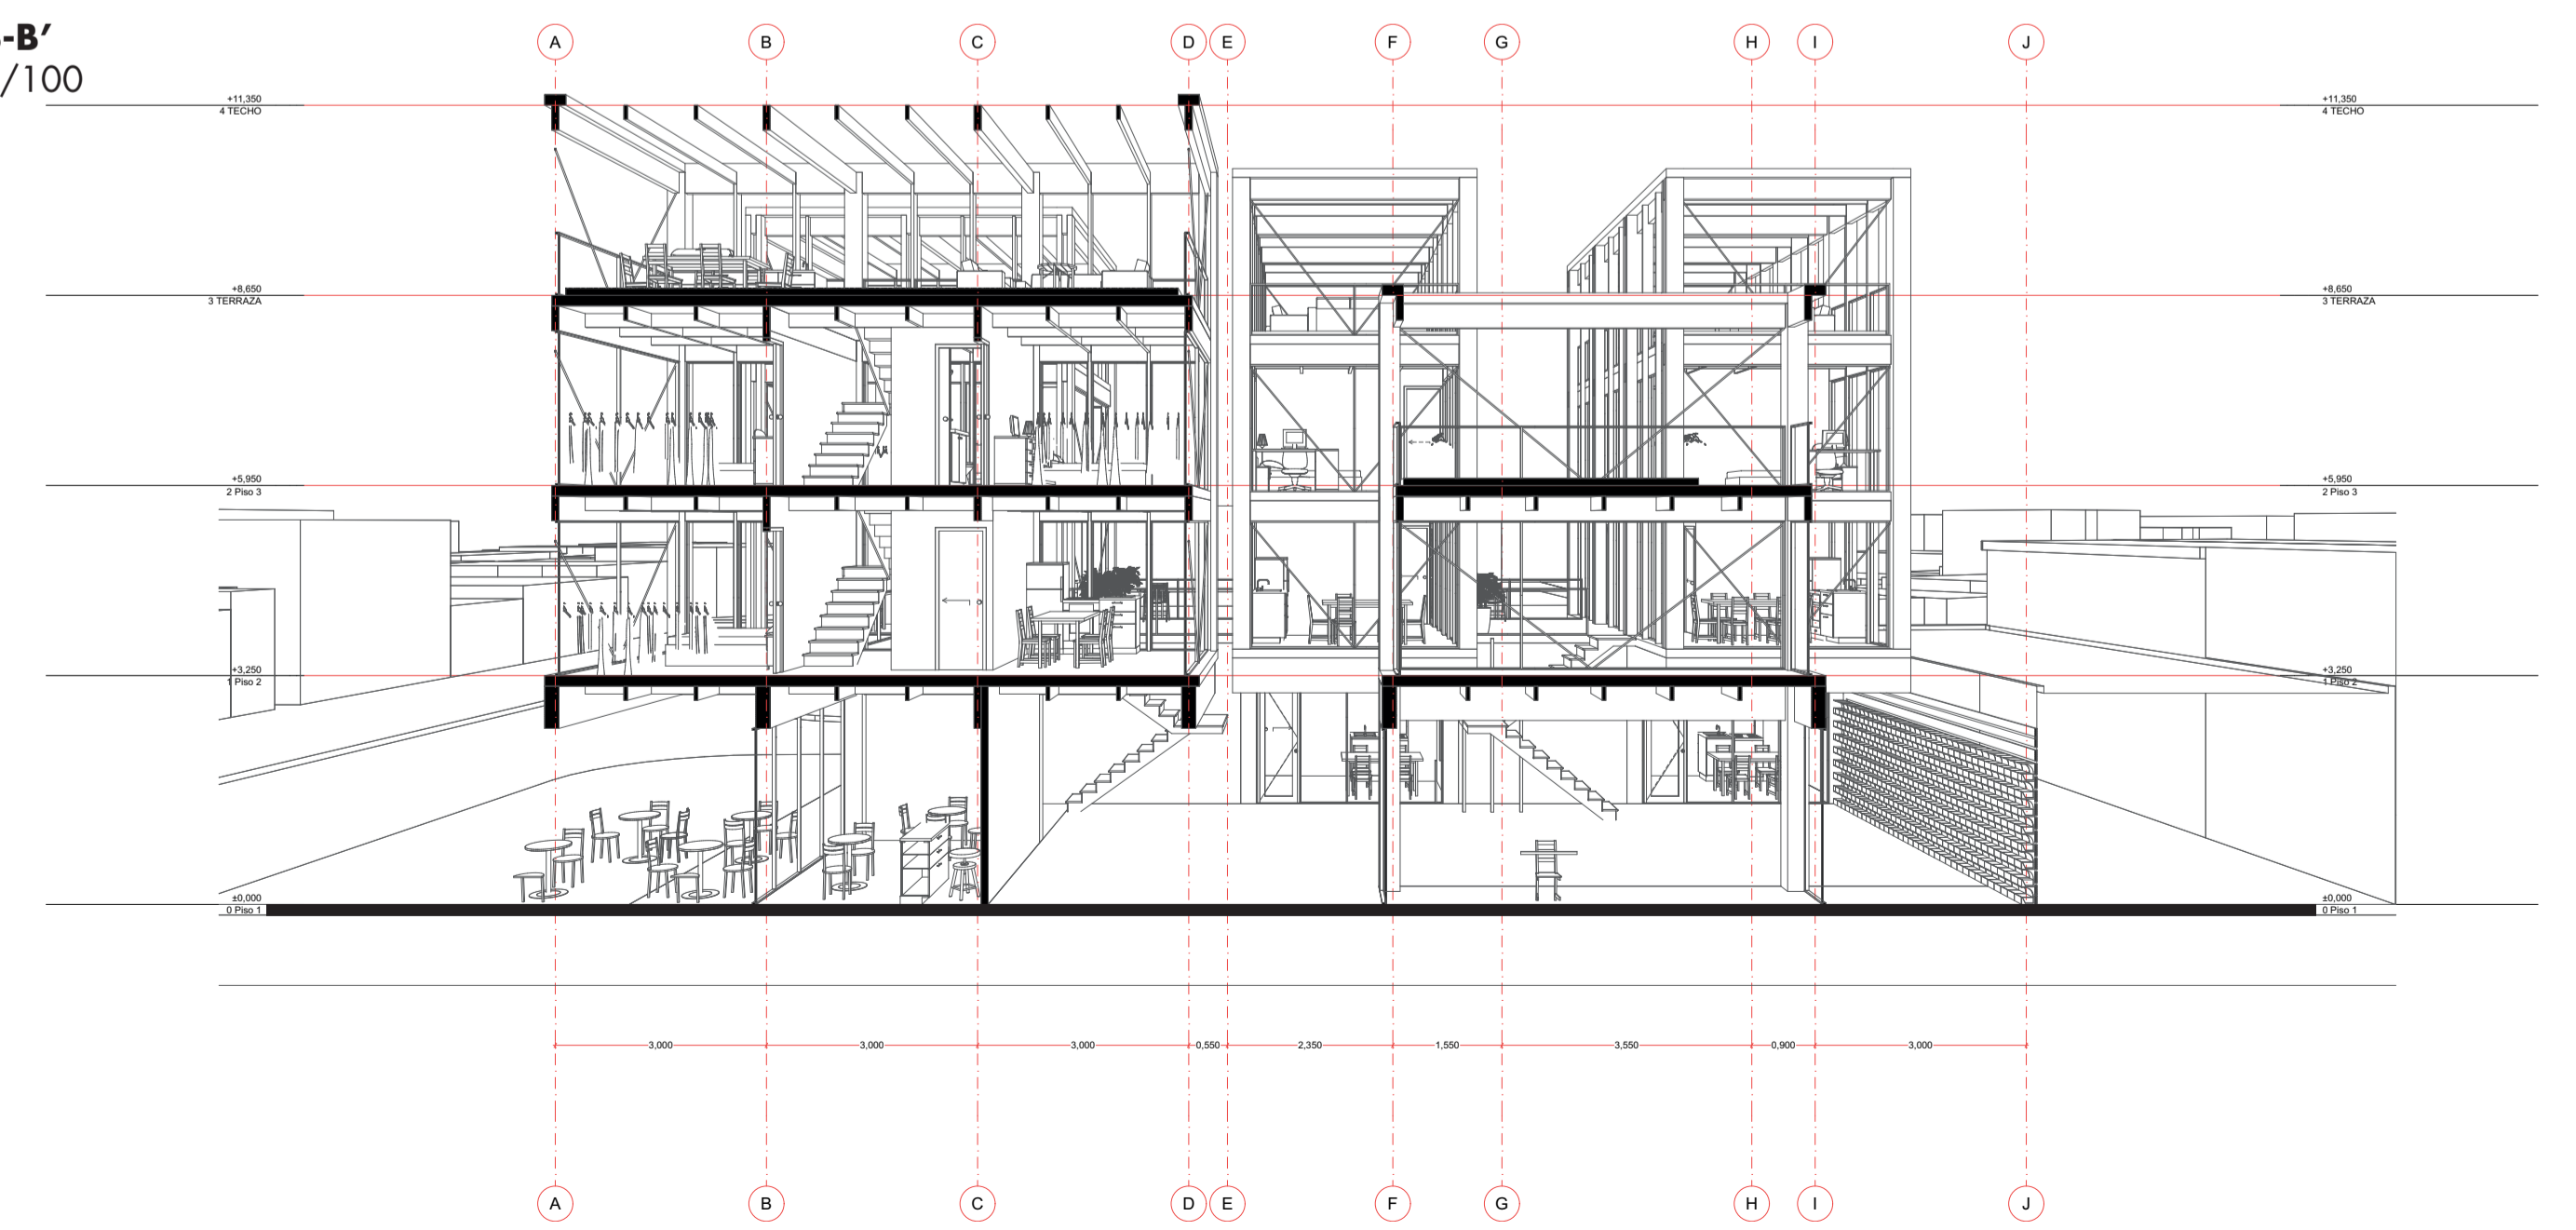 -B'
/100
A B C D E F G H I J
+11,350
4 TECHO
+11,350
4 TECHO
+8,650
3 TERRAZA
+8,650
3 TERRAZA
+5,950
2 Piso 3
+5,950
2 Piso 3
+3,250
1 Piso 2
+3,250
1 Piso 2
±0,000
0 Piso 1
±0,000
0 Piso 1
3,000 3,000 3,000 0,550 2,350 1,550 3,550 0,900 3,000
A B C D E F G H I J